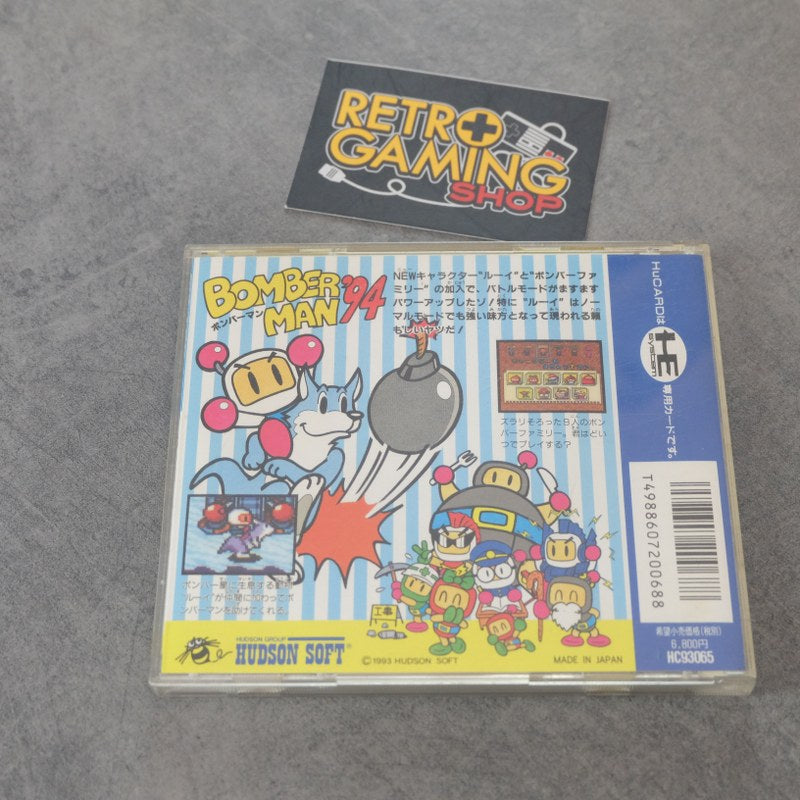 RETRO
GAMING
SHOP
BOMBER
MAN '94
ボンバーマン
NEWキャラクター"ルーイ"と"ボンバーファ
ミリー"の加入で、バトルモードがますます
パワーアップしたゾ!特に"ルーイ"はノー
マルモードでも強い味方となって現われる頼
もしいヤツだ!
ズラリそろった9人のボン
バーファミリー。君はどい
つでプレイする?
ボンバー星に生息する動物
"ルーイ"が仲間に加わってボ
ンバーマンを助けてくれる。
工事
HUDSON GROUP
HUDSON SOFT®
©1993 HUDSON SOFT
MADE IN JAPAN
HuCARDは
HE
SYSTEM
専用カードです。
T4988607200688
希望小売価格(税別)
6,800円
HC93065